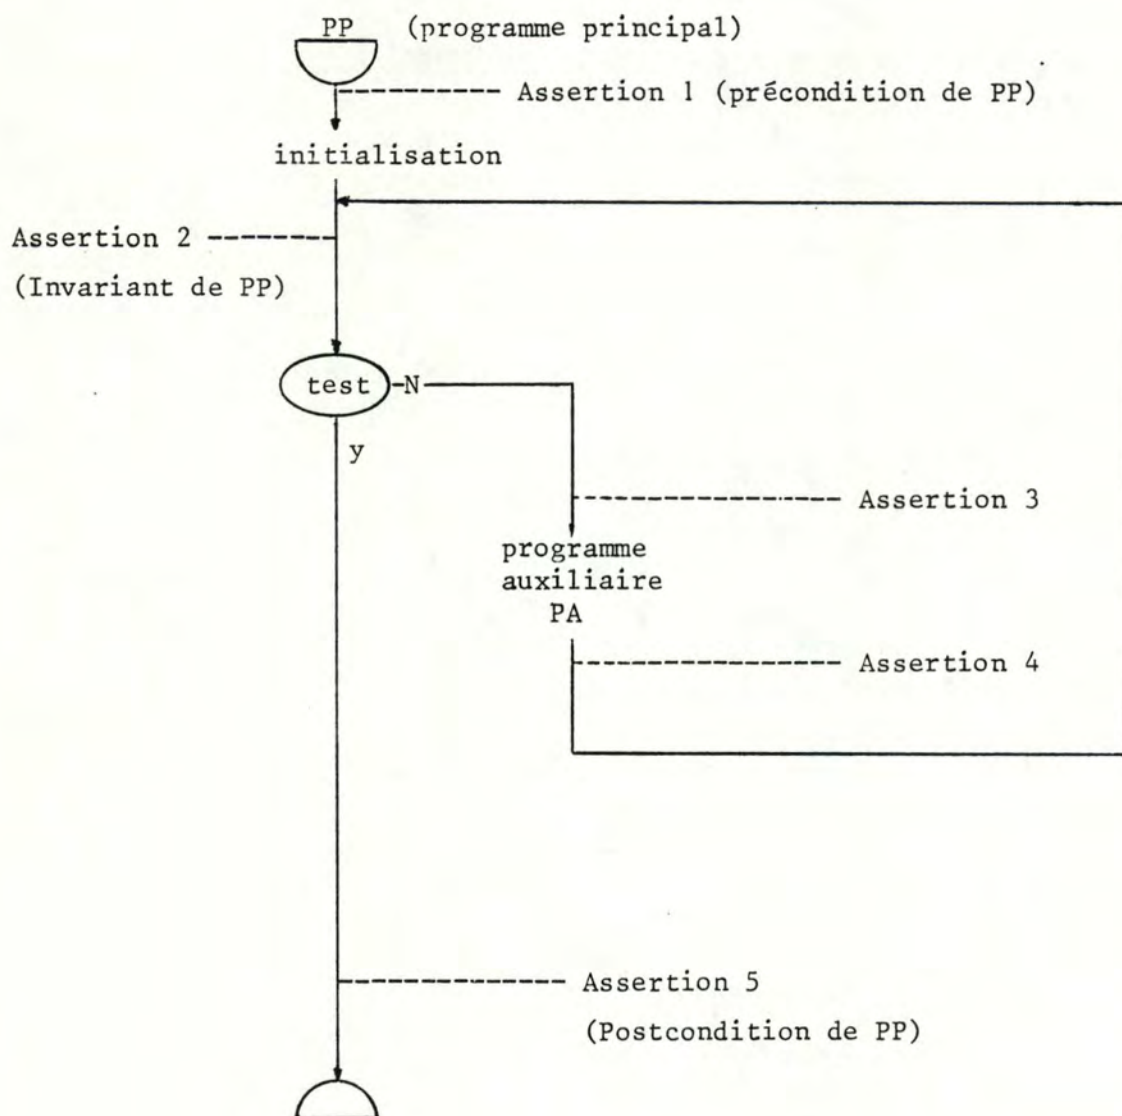 PP (programme principal)
Assertion 1 (précondition de PP)
initialisation
Assertion 2
(Invariant de PP)
test N
y
Assertion 3
programme
auxiliaire
PA
Assertion 4
Assertion 5
(Postcondition de PP)